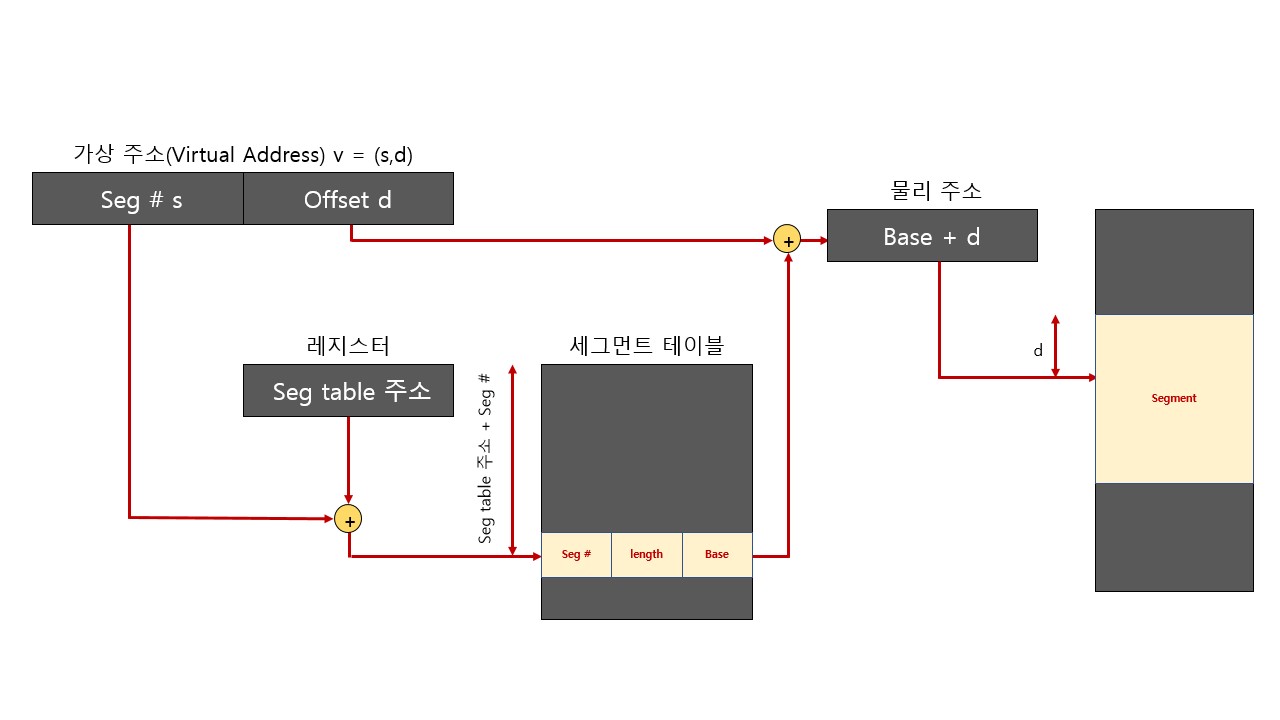 가상 주소(Virtual Address) v = (s,d)
Seg # s
Offset d
물리 주소
+
Base + d
레지스터
세그먼트 테이블
d
Seg table 주소
Seg table 주소 + Seg #
Segment
+
Seg #
length
Base